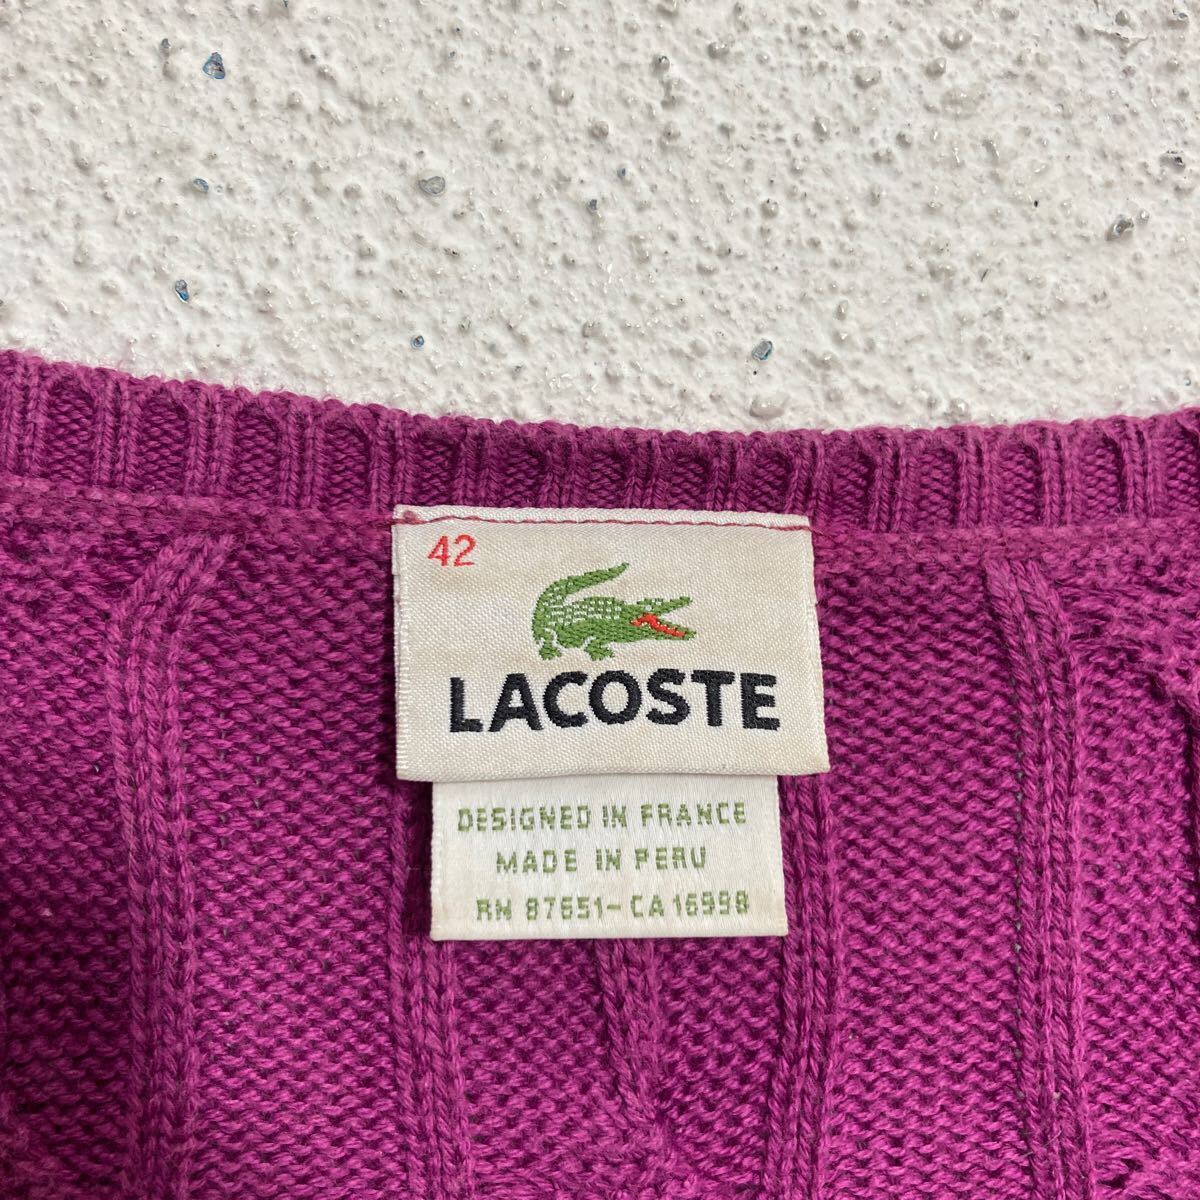 42
LACOSTE
DESIGNED IN FRANCE
MADE IN PERU
RN 87651-CA 16998